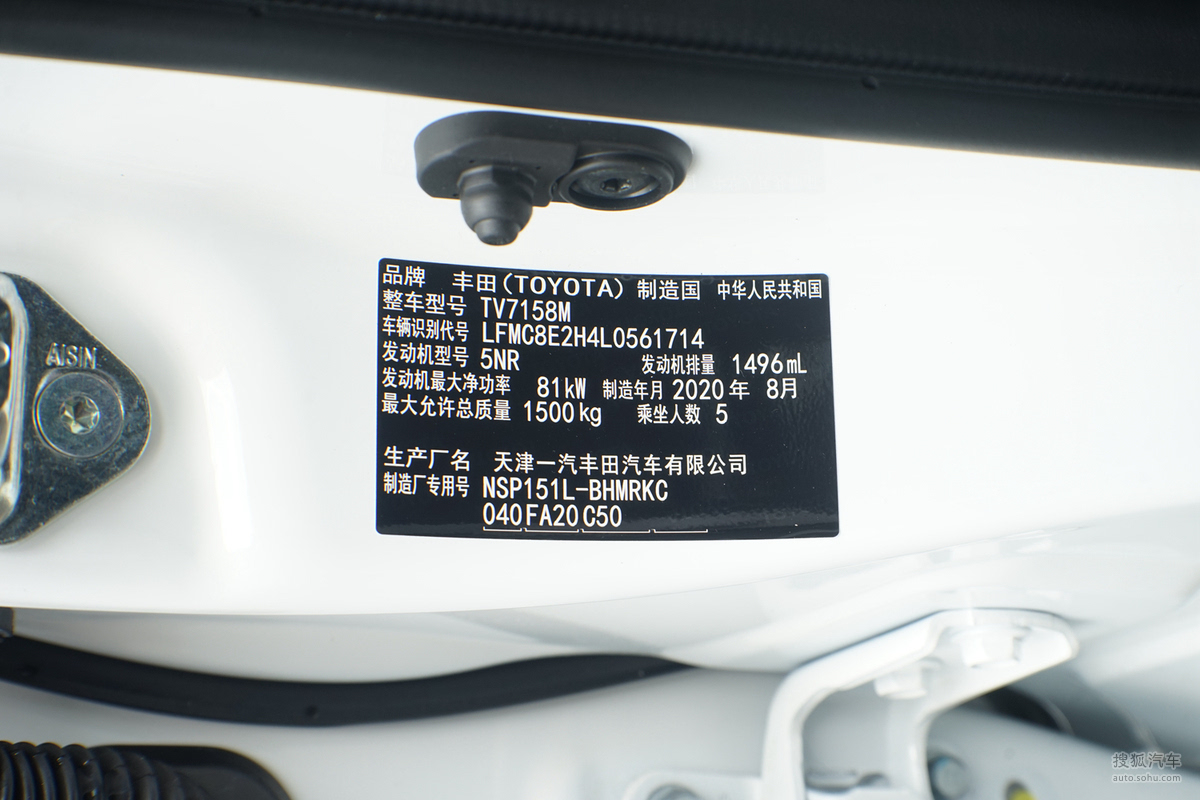 AISIN
品牌 丰田(TOYOTA) 制造国 中华人民共和国
整车型号 TV7158M
车辆识别代号 LFMC8E2H4L0561714
发动机型号 5NR 发动机排量 1496mL
发动机最大净功率 81kW 制造年月 2020年 8月
最大允许总质量 1500kg 乘坐人数 5
生产厂名 天津一汽丰田汽车有限公司
制造厂专用号 NSP151L-BHMRKC
040FA20C50
搜狐汽车
auto.sohu.com